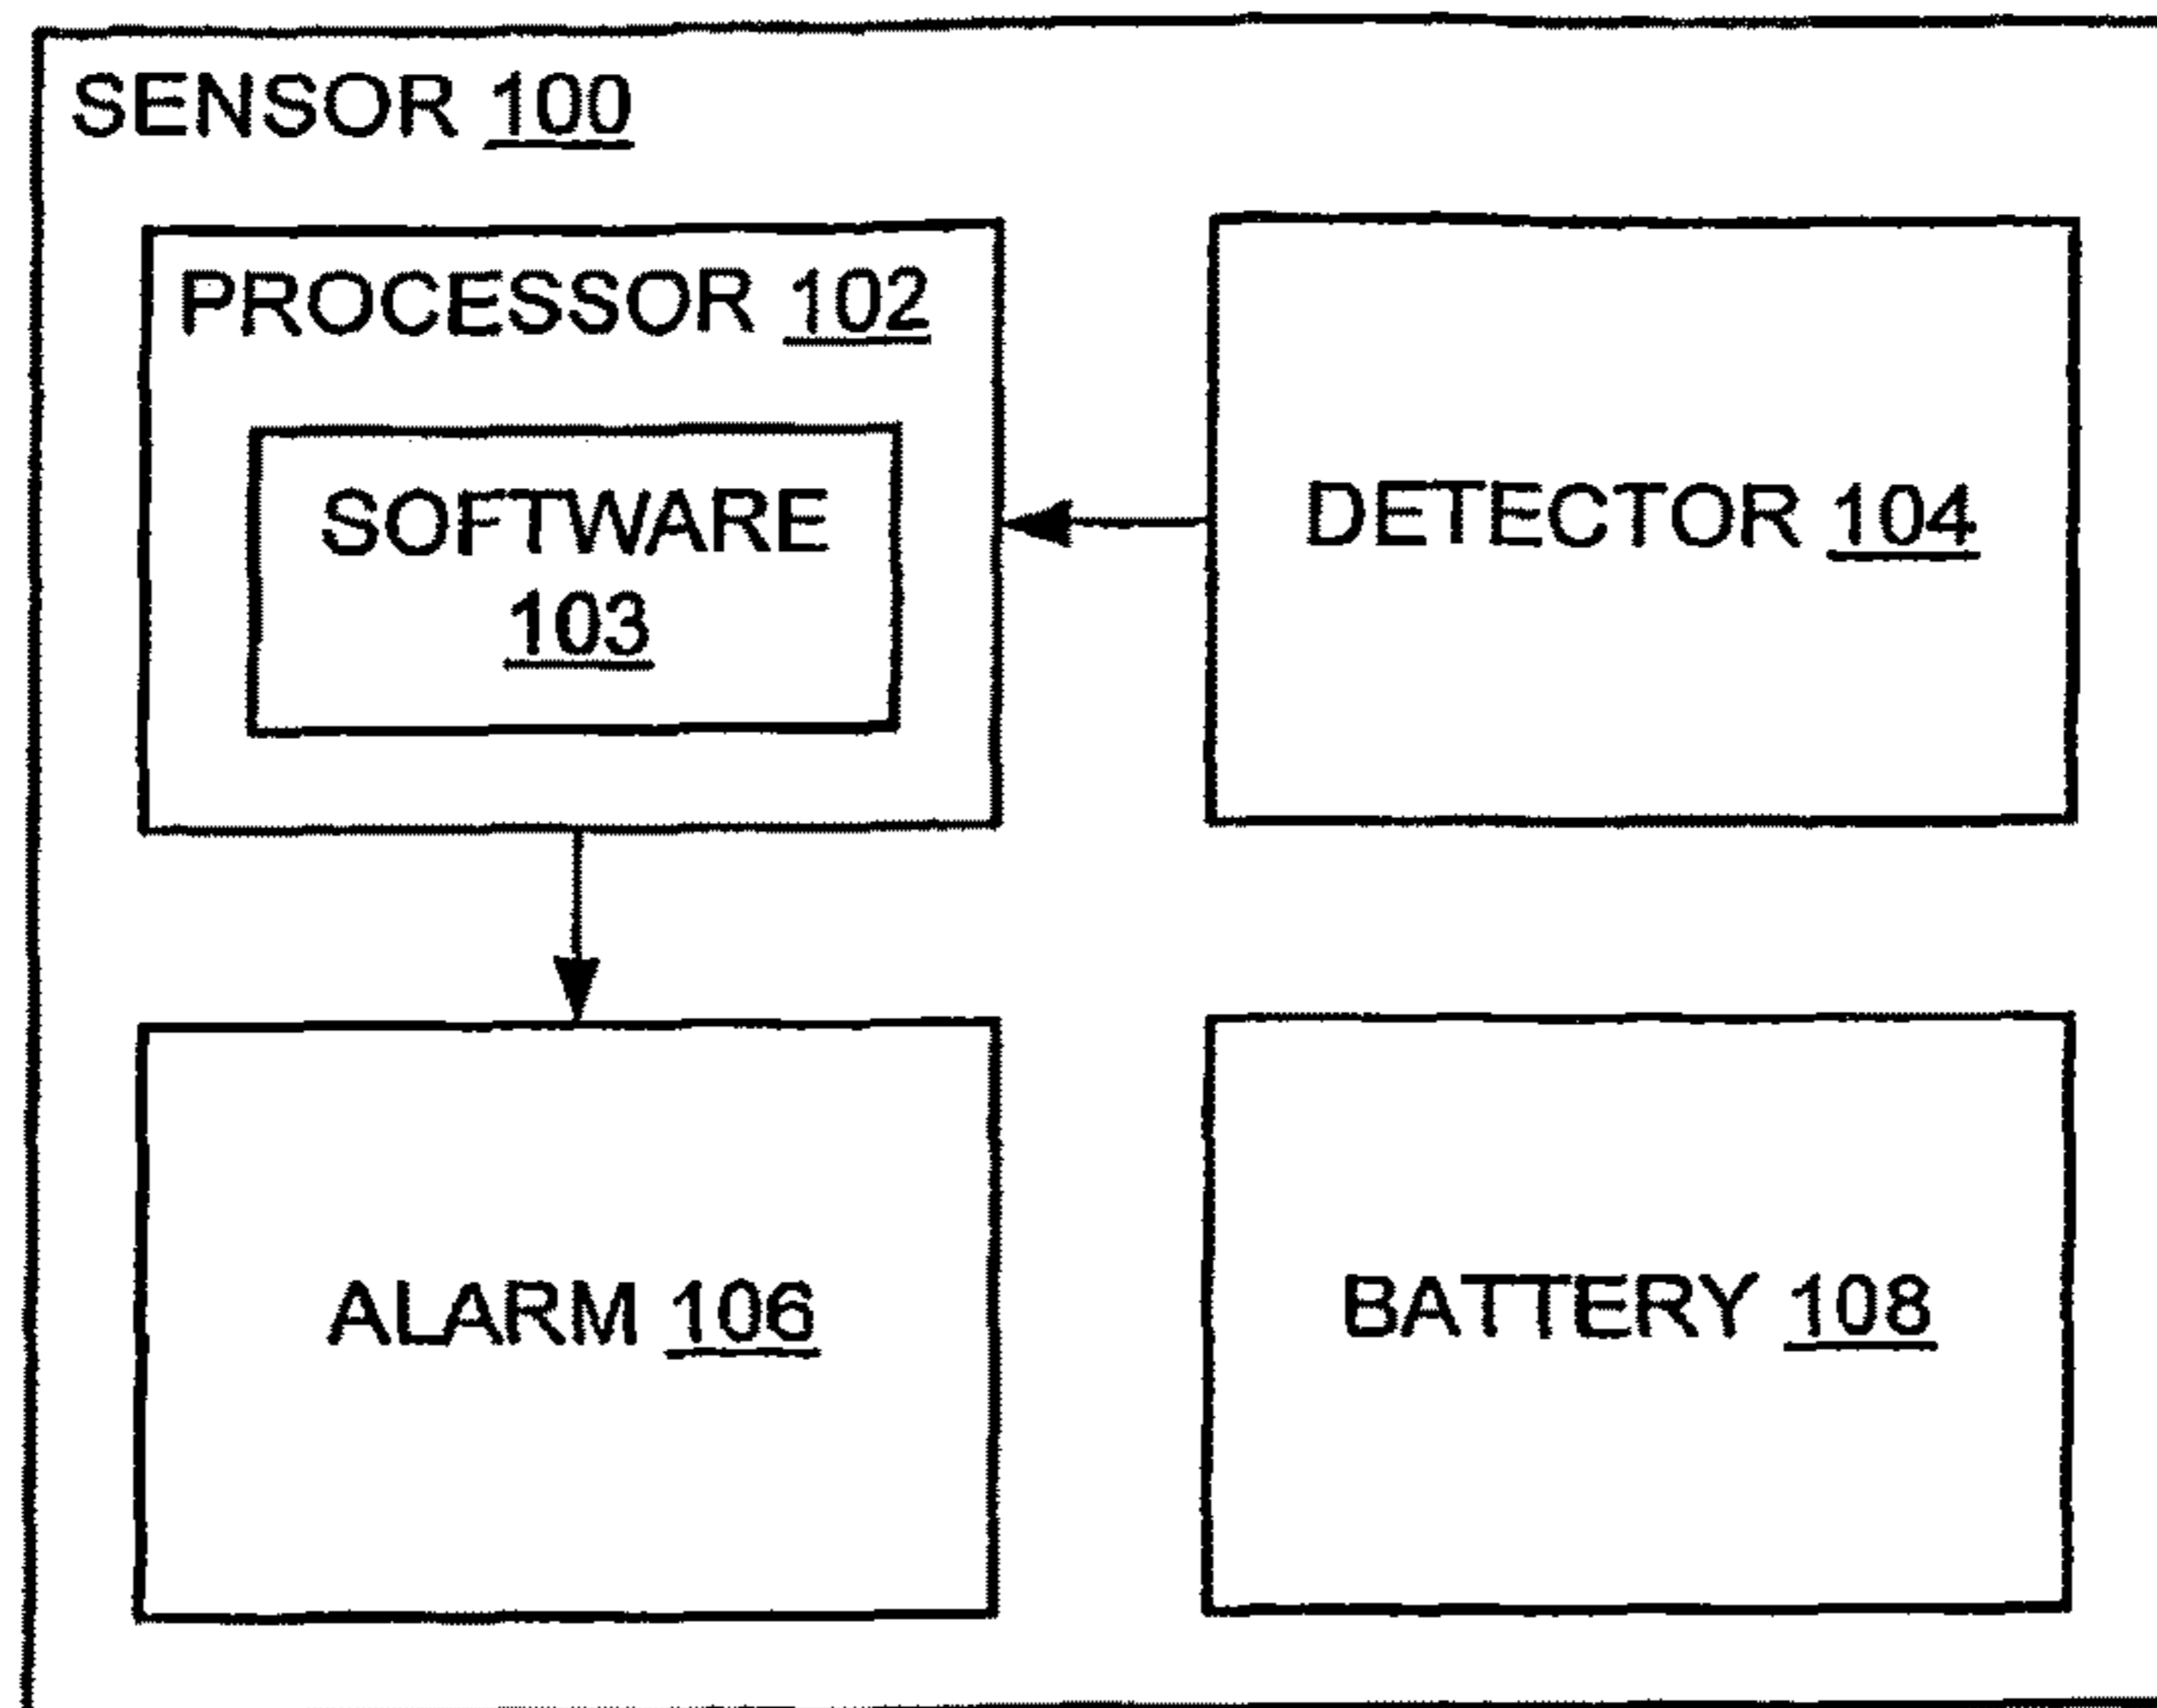 SENSOR 100
PROCESSOR 102
SOFTWARE
103
DETECTOR 104
ALARM 106
BATTERY 108